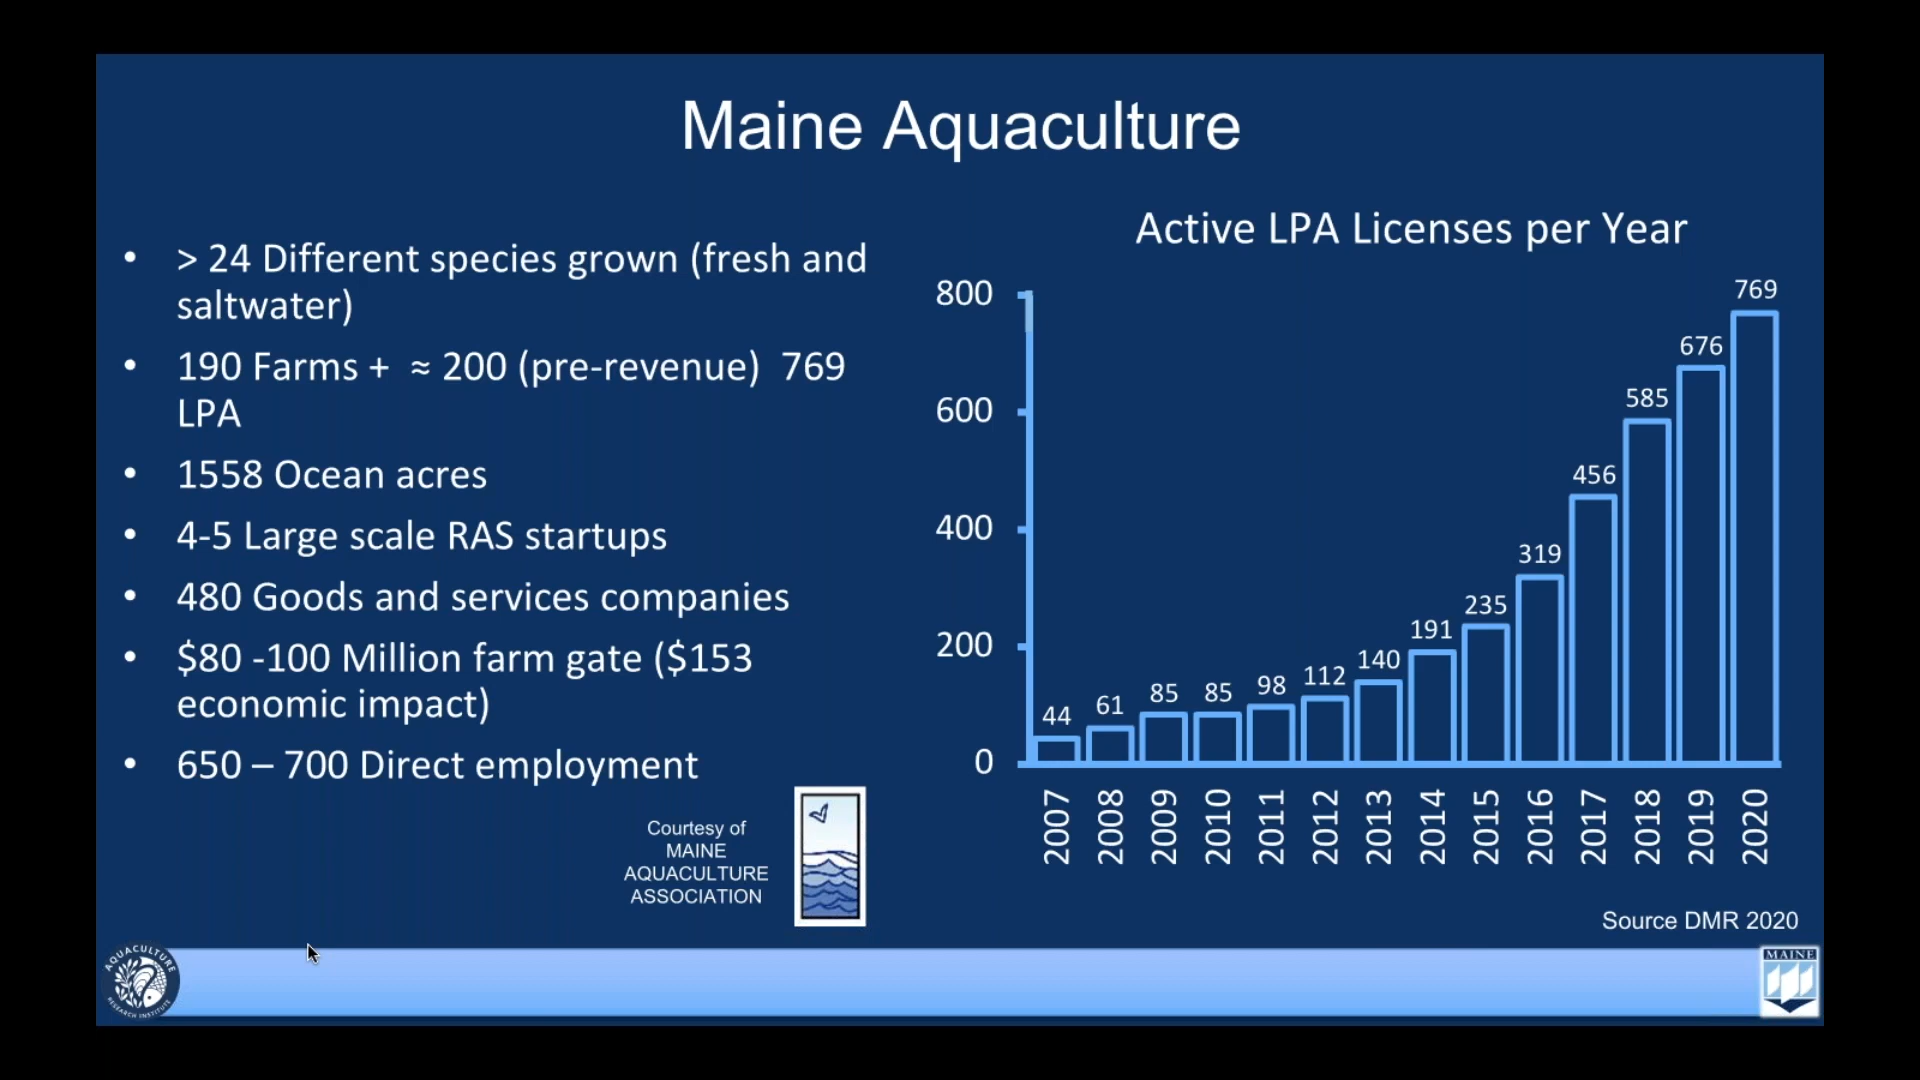 Maine Aquaculture
• > 24 Different species grown (fresh and
saltwater)
• 190 Farms + ≈ 200 (pre-revenue) 769
LPA
• 1558 Ocean acres
• 4-5 Large scale RAS startups
• 480 Goods and services companies
• $80 -100 Million farm gate ($153
economic impact)
• 650 – 700 Direct employment
Courtesy of
MAINE
AQUACULTURE
ASSOCIATION
Active LPA Licenses per Year
800
600
400
200
0
44
61
85
85
98
112
140
191
235
319
456
585
676
769
2007
2008
2009
2010
2011
2012
2013
2014
2015
2016
2017
2018
2019
2020
Source DMR 2020
AQUACULTURE
RESEARCH INSTITUTE
MAINE